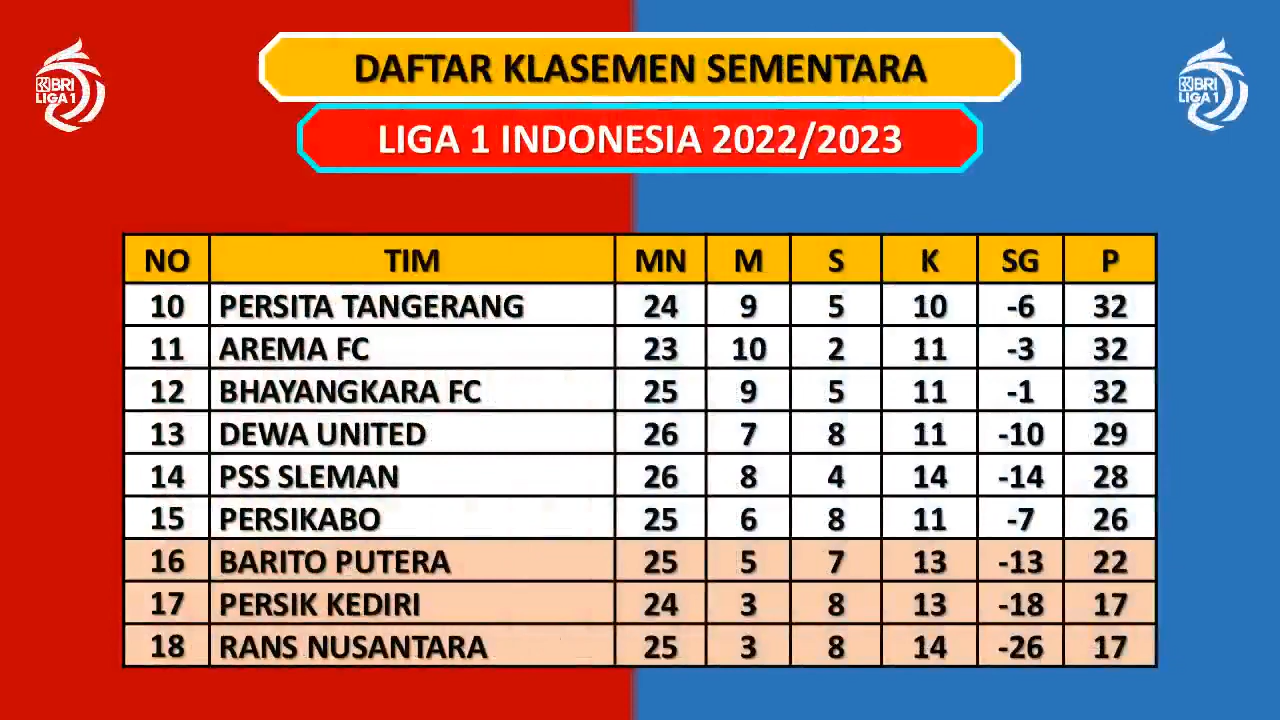 DAFTAR KLASEMEN SEMENTARA
BRI
LIGA 1
BRI
LIGA 1
LIGA 1 INDONESIA 2022/2023
NO TIM MN M S K SG P
10 PERSITA TANGERANG 24 9 5 10 -6 32
11 AREMA FC 23 10 2 11 -3 32
12 BHAYANGKARA FC 25 9 5 11 -1 32
13 DEWA UNITED 26 7 8 11 -10 29
14 PSS SLEMAN 26 8 4 14 -14 28
15 PERSIKABO 25 6 8 11 -7 26
16 BARITO PUTERA 25 5 7 13 -13 22
17 PERSIK KEDIRI 24 3 8 13 -18 17
18 RANS NUSANTARA 25 3 8 14 -26 17